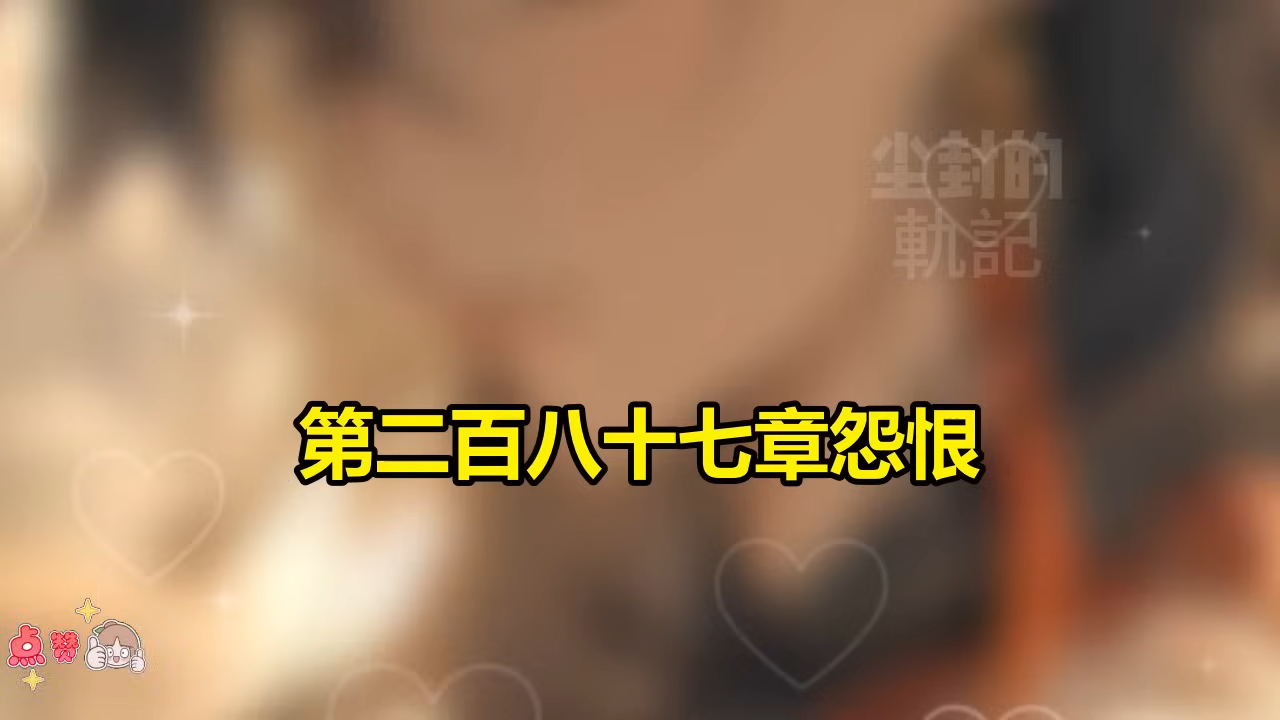 尘封的
軌記
第二百八十七章怨恨
点赞